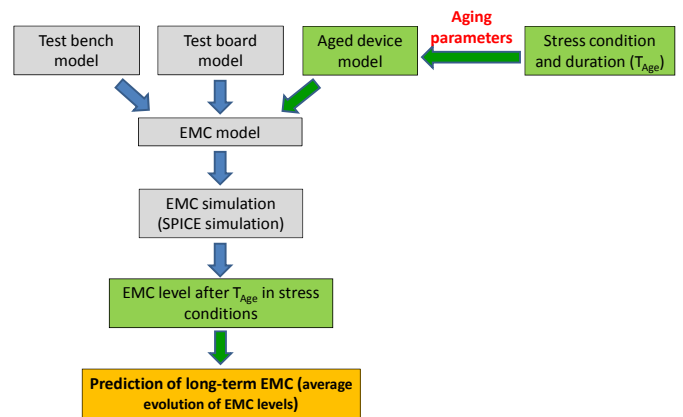 Test bench
model
Test board
model
Aged device
model
Aging
parameters
Stress condition
and duration (TAge)
EMC model
EMC simulation
(SPICE simulation)
EMC level after TAge in stress
conditions
Prediction of long-term EMC (average
evolution of EMC levels)